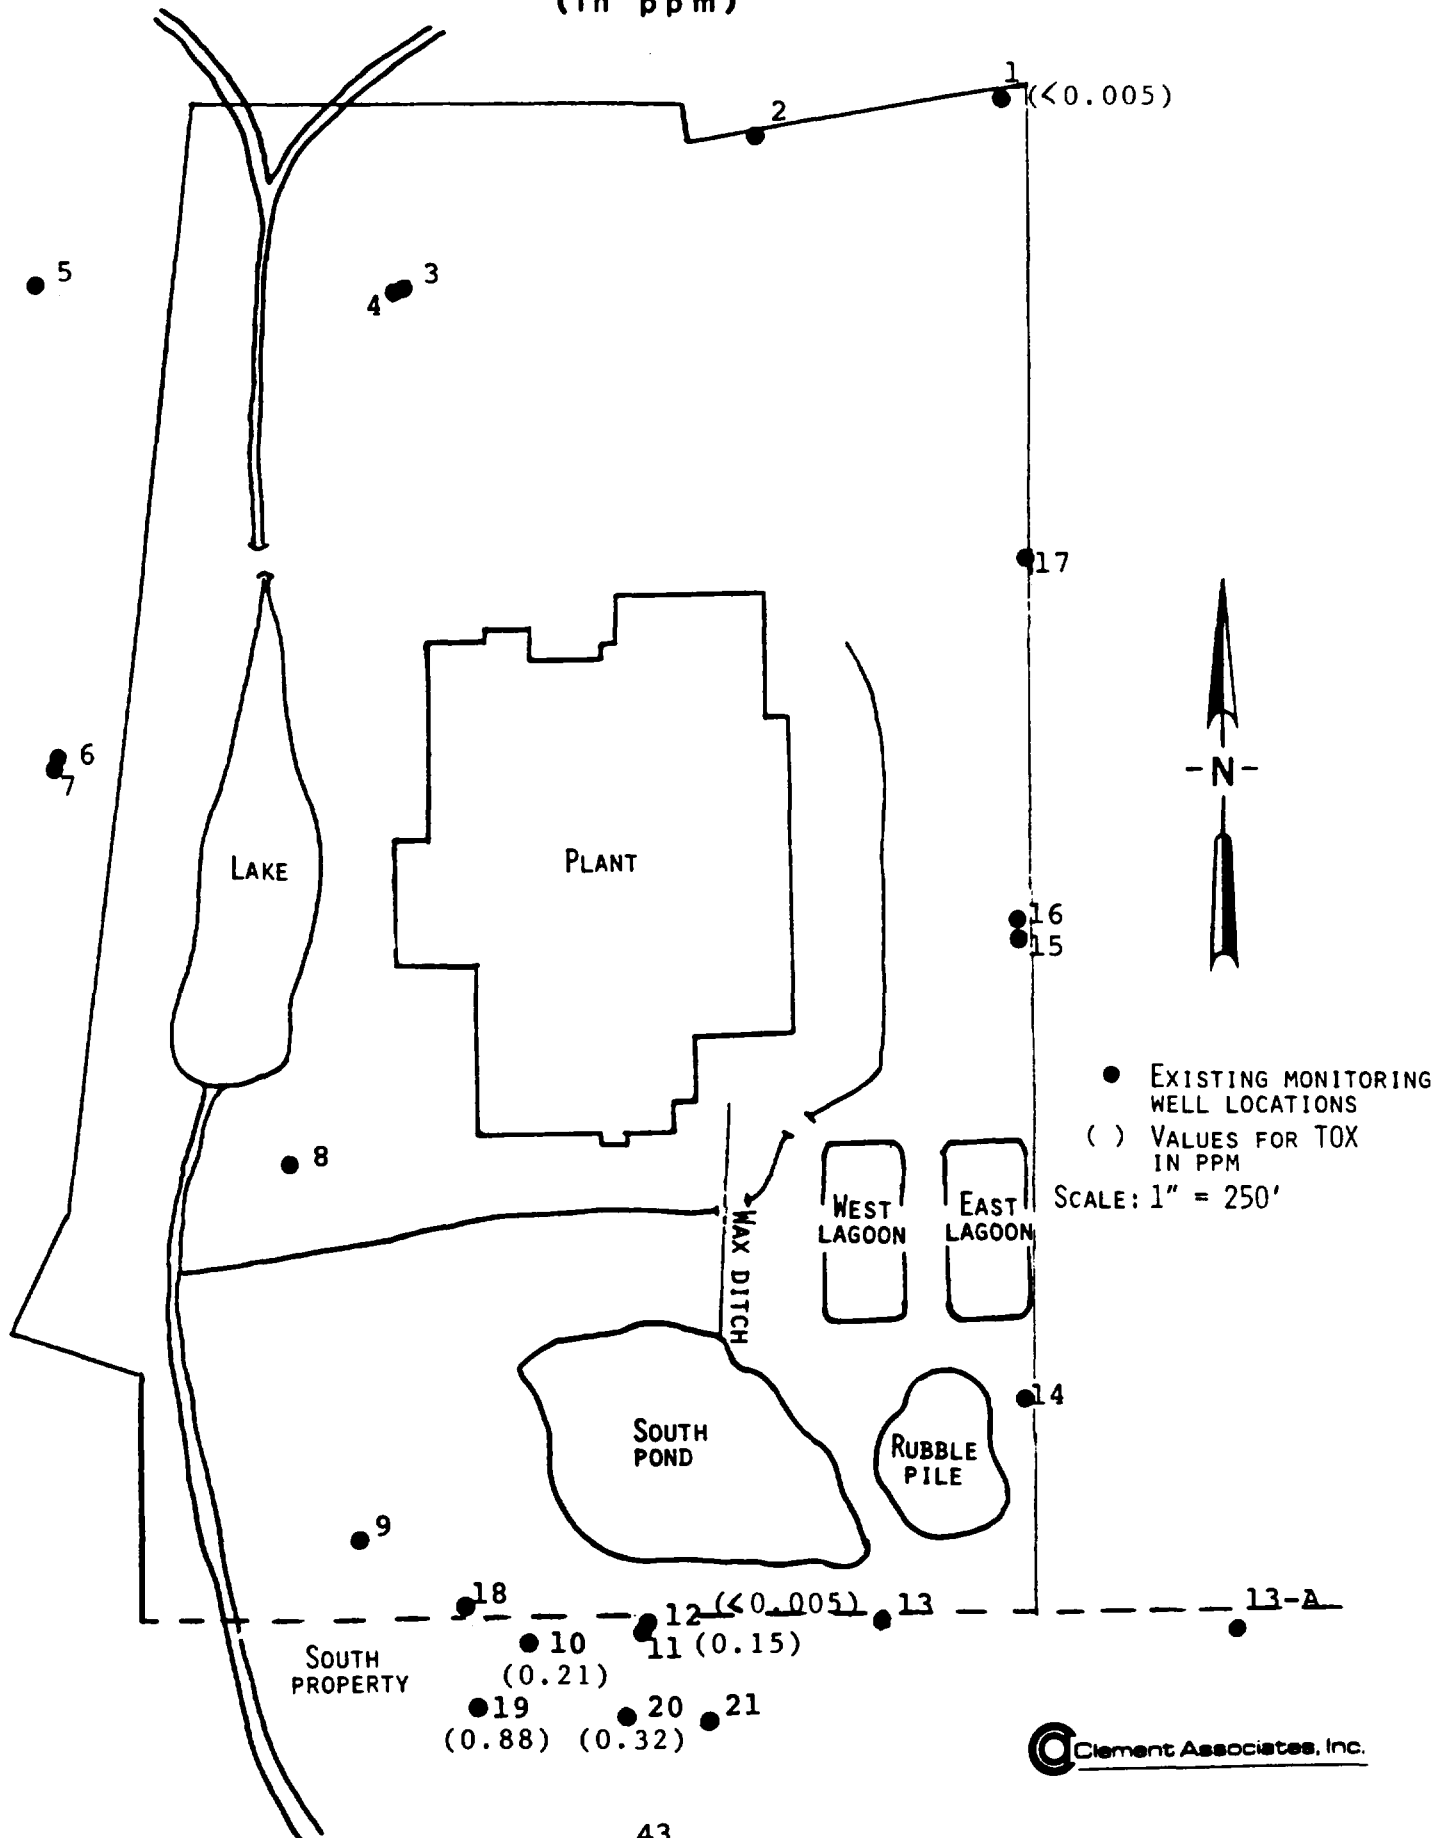 (in ppm)
1
(<0.005)
2
5
3
4
17
6
7
LAKE
PLANT
-N-
16
15
● EXISTING MONITORING
WELL LOCATIONS
( ) VALUES FOR TOX
IN PPM
SCALE: 1" = 250'
8
WEST
LAGOON
EAST
LAGOON
WAX DITCH
14
SOUTH
POND
RUBBLE
PILE
9
18
12 (<0.005)
13
13-A
10
(0.21)
11 (0.15)
SOUTH
PROPERTY
19
(0.88)
20
(0.32)
21
Clement Associates, Inc.
43